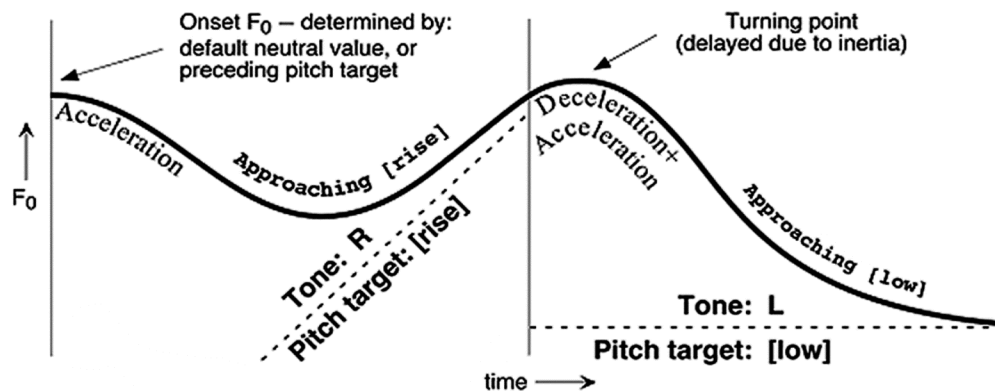 Onset F₀ – determined by:
default neutral value, or
preceding pitch target
Turning point
(delayed due to inertia)
Acceleration
Approaching [rise]
Deceleration+
Acceleration
F₀
Tone: R
Pitch target: [rise]
Approaching [low]
Tone: L
Pitch target: [low]
time